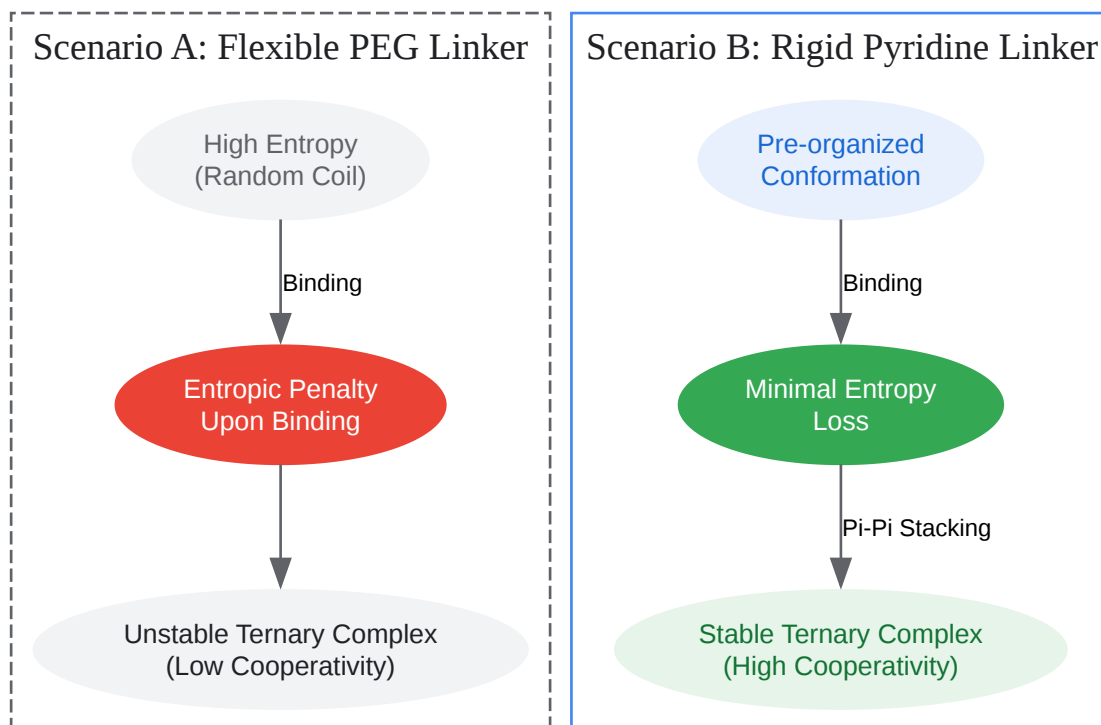 Scenario A: Flexible PEG Linker
High Entropy
(Random Coil)
Binding
Entropic Penalty
Upon Binding
Unstable Ternary Complex
(Low Cooperativity)
Scenario B: Rigid Pyridine Linker
Pre-organized
Conformation
Binding
Minimal Entropy
Loss
Pi-Pi Stacking
Stable Ternary Complex
(High Cooperativity)